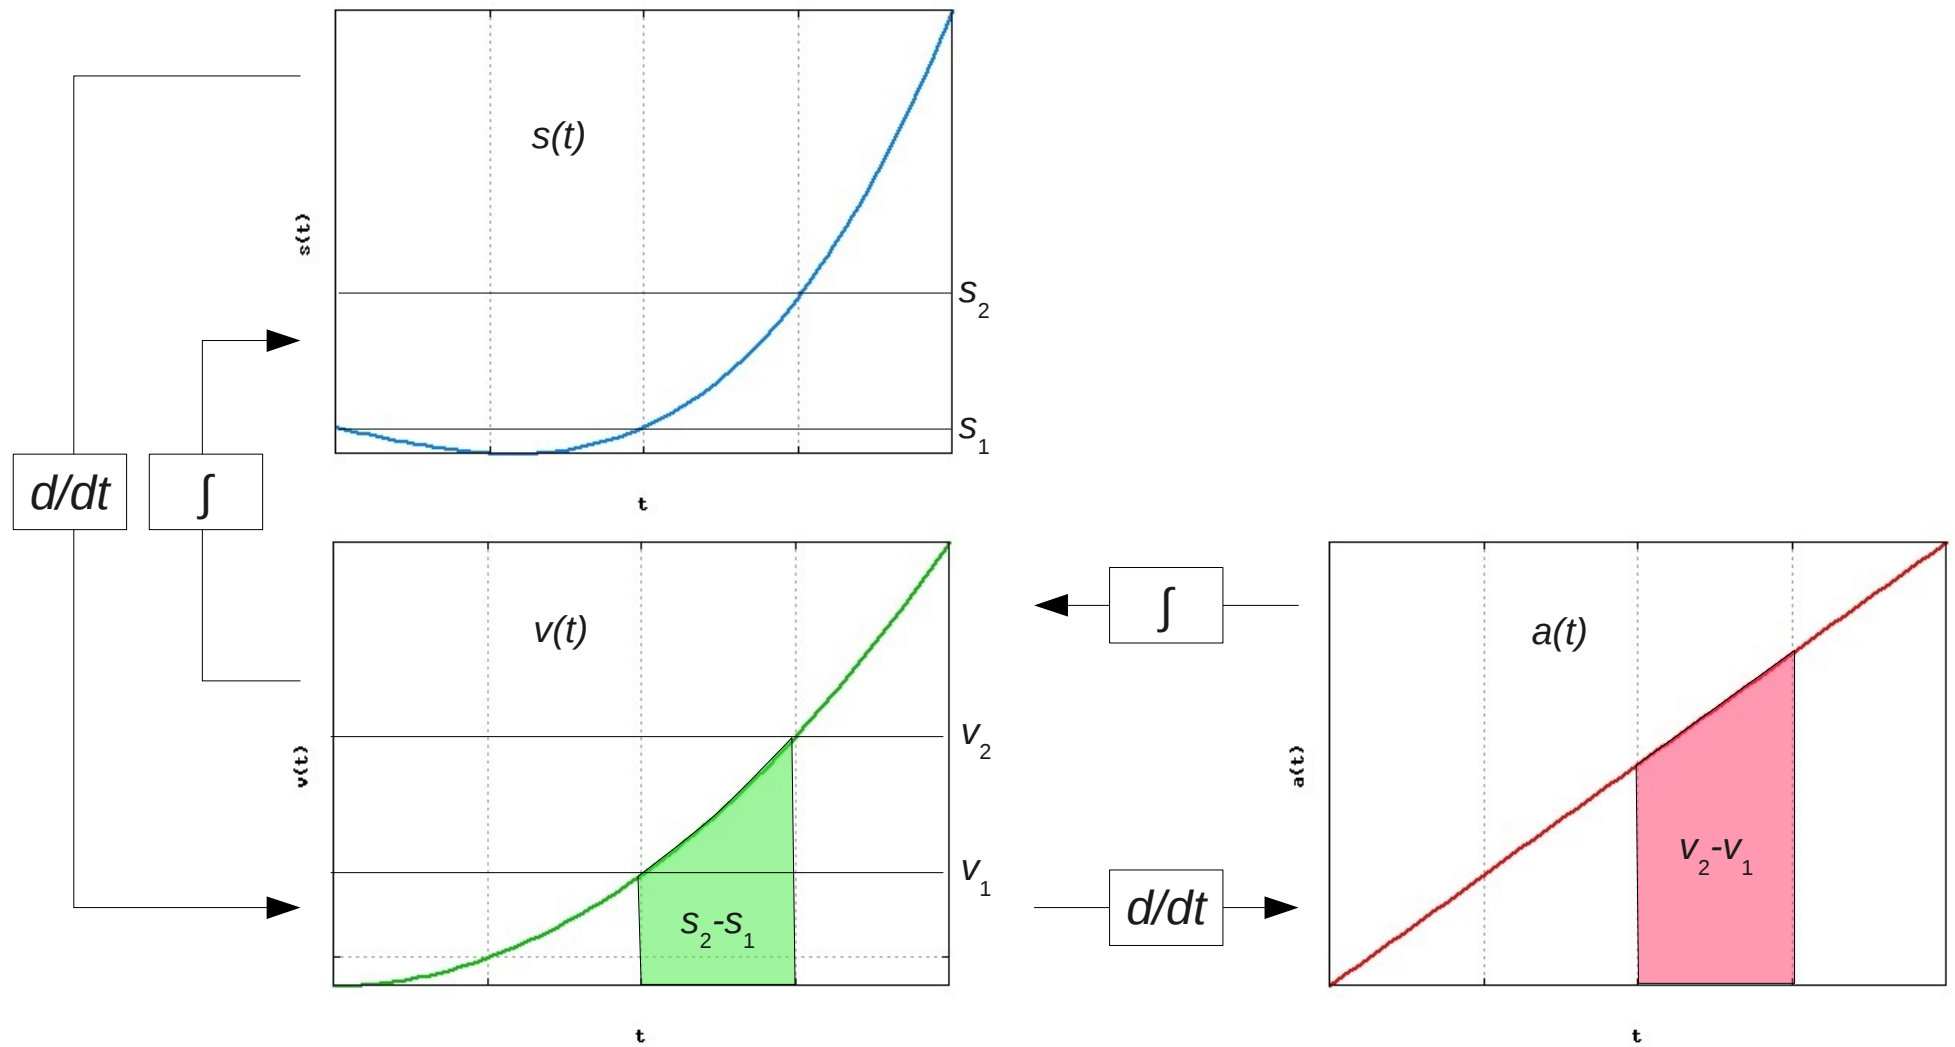 s(t)
s(t)
s2
s1
t
d/dt
∫
v(t)
v(t)
v2
v1
s2-s1
t
∫
d/dt
a(t)
a(t)
v2-v1
t